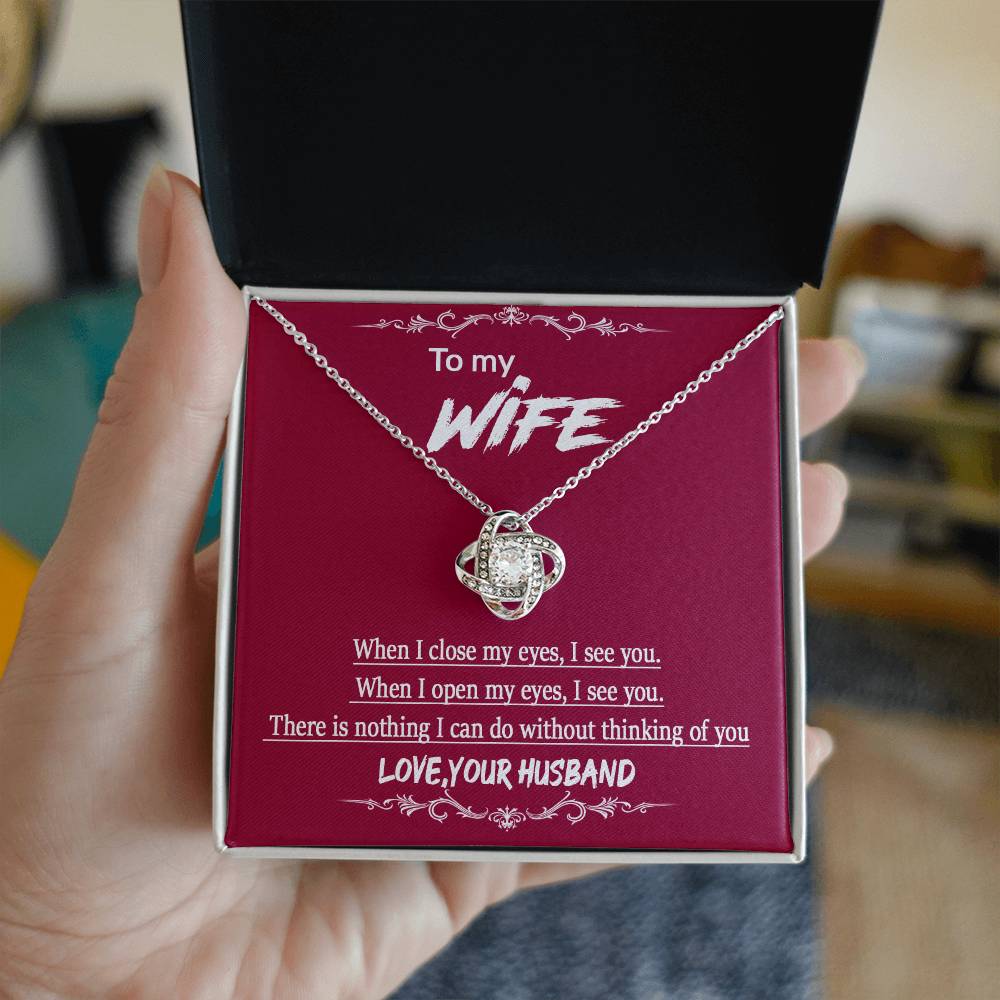 To my
WIFE
When I close my eyes, I see you.
When I open my eyes, I see you.
There is nothing I can do without thinking of you
LOVE,YOUR HUSBAND